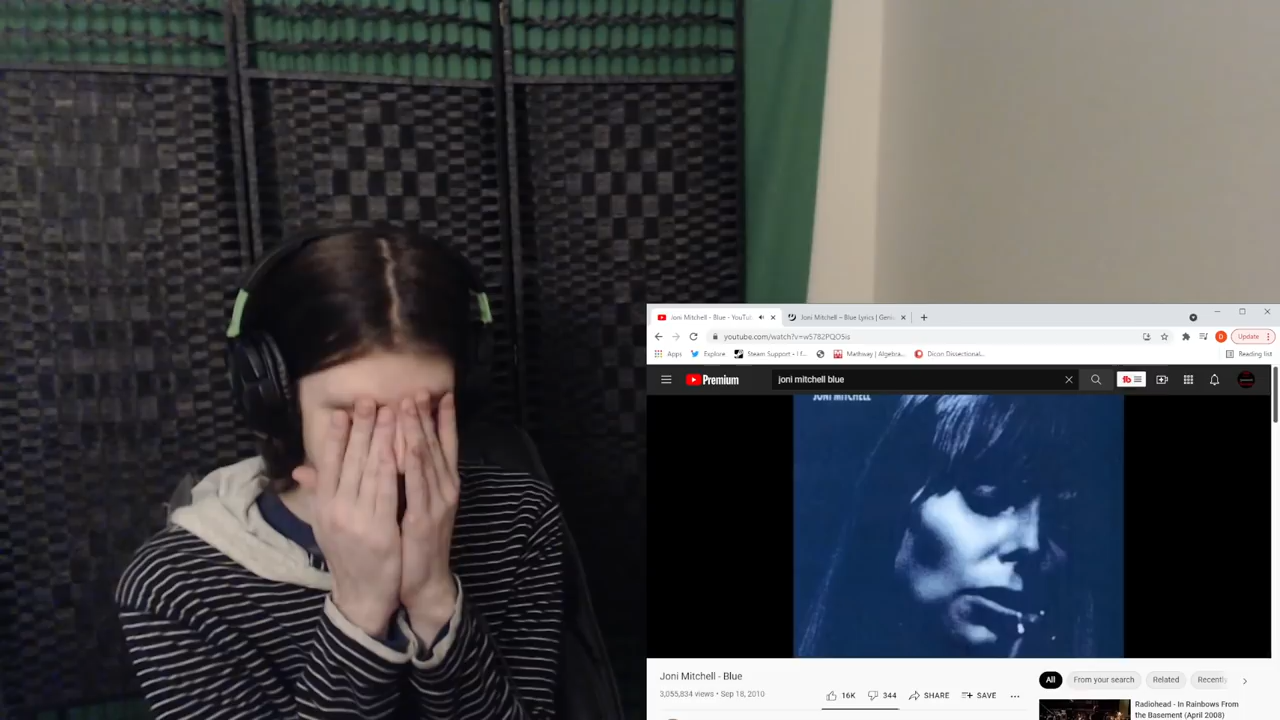 Joni Mitchell - Blue - YouTu
Joni Mitchell – Blue Lyrics | Geni
youtube.com/watch?v=w5782PQO5is
Update
Apps
Explore
Steam Support - I f...
Mathway | Algebra...
Dicon Dissectional...
Reading list
Premium
joni mitchell blue
JONI MITCHELL
Joni Mitchell - Blue
3,055,834 views • Sep 18, 2010
16K
344
SHARE
SAVE
All
From your search
Related
Recently
Radiohead - In Rainbows From
the Basement (April 2008)